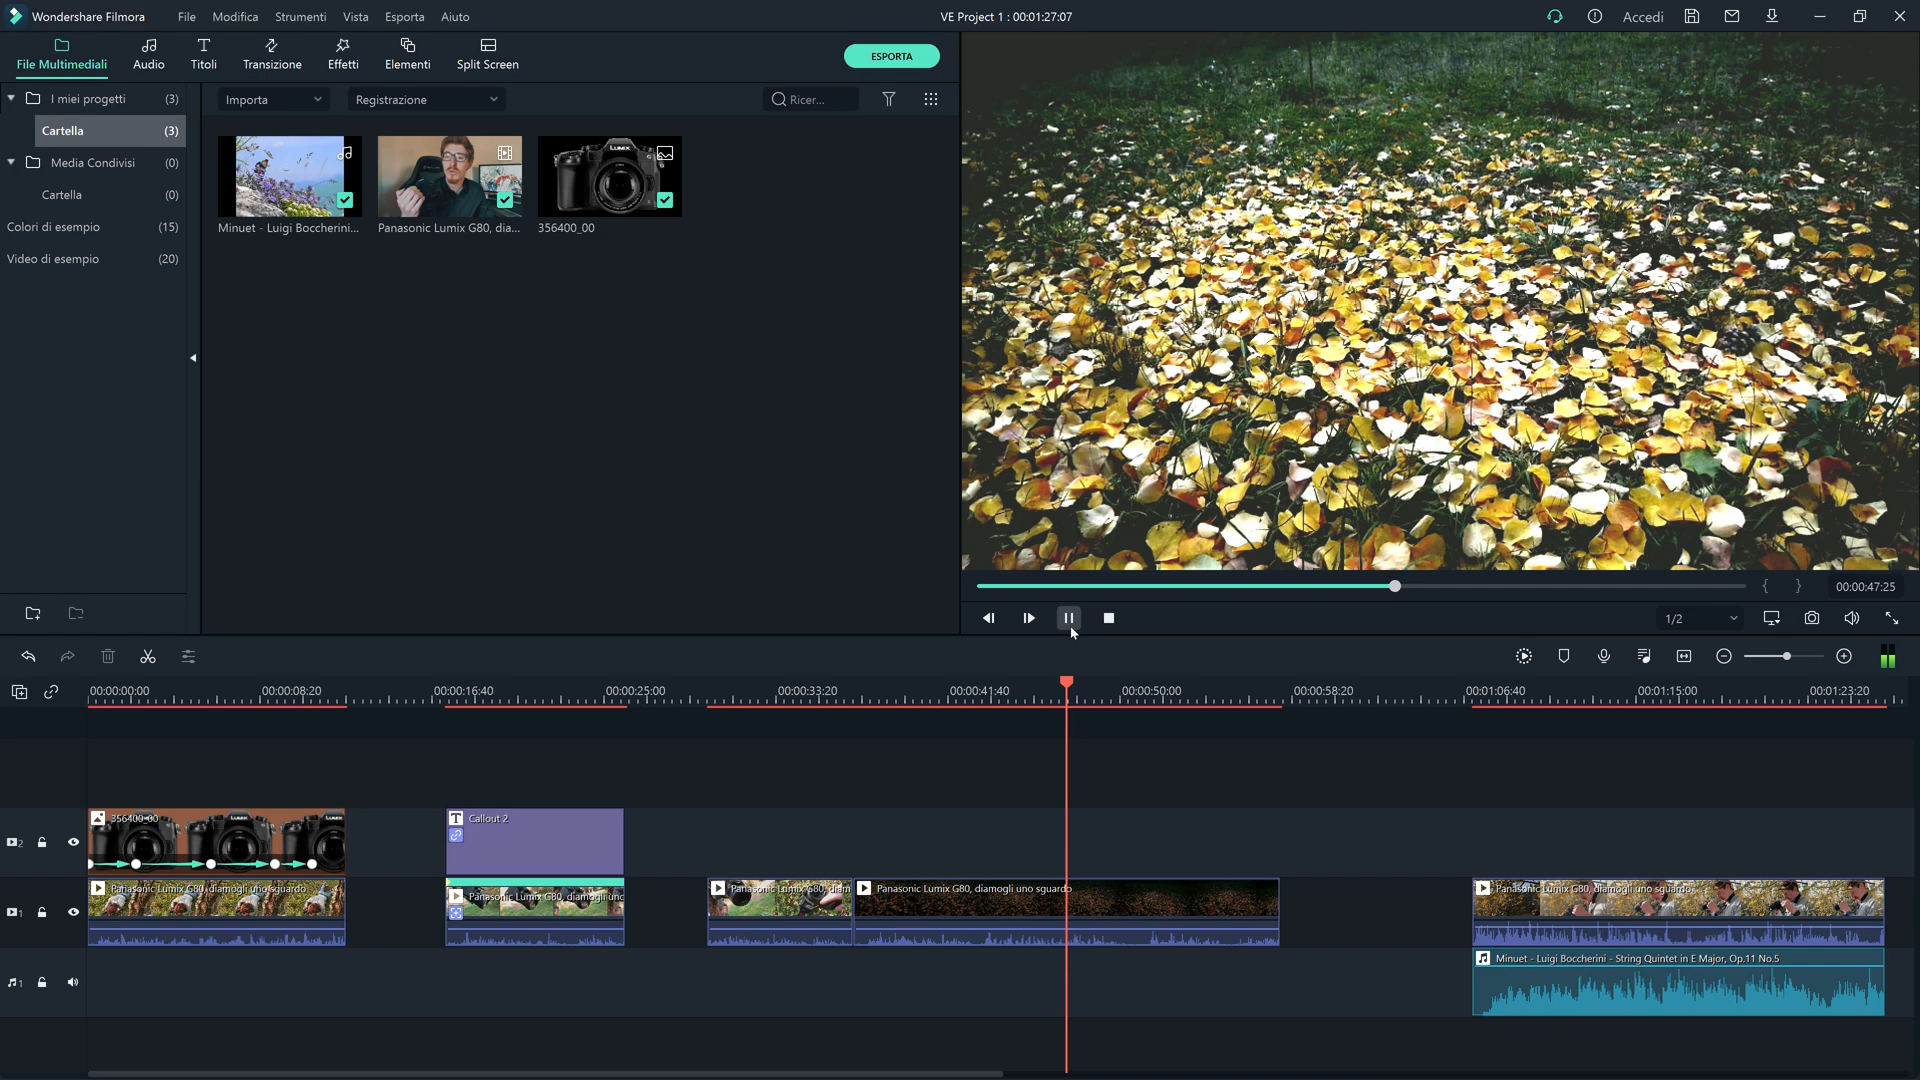 Wondershare Filmora
File Modifica Strumenti Vista Esporta Aiuto
VE Project 1 : 00:01:27:07
Accedi
File Multimediali Audio Titoli Transizione Effetti Elementi Split Screen
ESPORTA
I miei progetti (3)
Cartella (3)
Media Condivisi (0)
Cartella (0)
Colori di esempio (15)
Video di esempio (20)
Importa Registrazione Ricer...
LUMIX
Minuet - Luigi Boccherini... Panasonic Lumix G80, dia... 356400_00
{ } 00:00:47:25
1/2
00:00:00:00 00:00:08:20 00:00:16:40 00:00:25:00 00:00:33:20 00:00:41:40 00:00:50:00 00:00:58:20 00:01:06:40 00:01:15:00 00:01:23:20
2
356400_00
Callout 2
1
Panasonic Lumix G80, diamogli uno sguardo
Panasonic Lumix G80, diamogli unc
Panasonic Lumix G80, diam
Panasonic Lumix G80, diamogli uno sguardo
Panasonic Lumix G80, diamogli uno sguardo
1
Minuet - Luigi Boccherini - String Quintet in E Major, Op.11 No.5